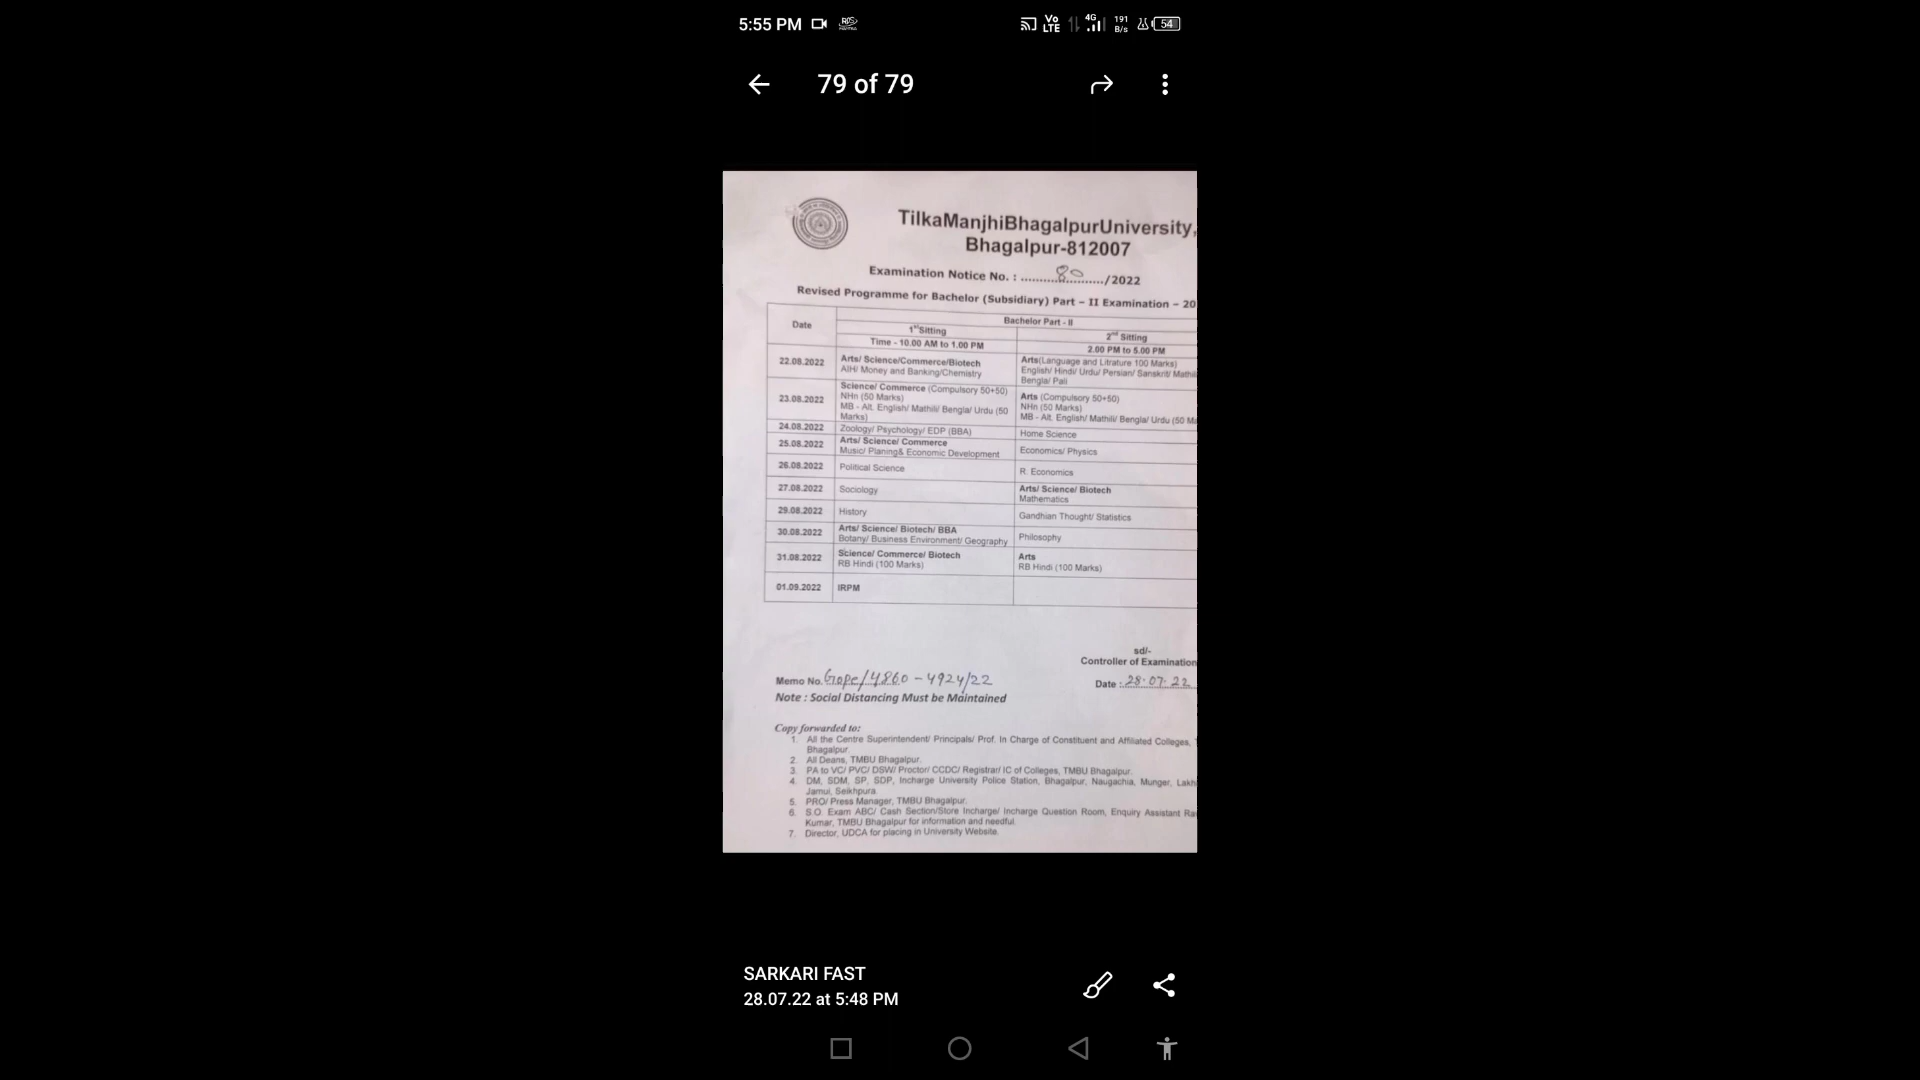 5:55 PM
Vo LTE 4G 191 B/s 54
79 of 79
TilkaManjhiBhagalpurUniversity,
Bhagalpur-812007
Examination Notice No. : ........80........../2022
Revised Programme for Bachelor (Subsidiary) Part – II Examination – 20
Date
Bachelor Part - II
1st Sitting
2nd Sitting
Time - 10.00 AM to 1.00 PM
2.00 PM to 5.00 PM
22.08.2022
Arts/ Science/Commerce/Biotech
AIH/ Money and Banking/Chemistry
Arts(Language and Litrature 100 Marks)
English/ Hindi/ Urdu/ Persian/ Sanskrit/ Mathili
Bengla/ Pali
23.08.2022
Science/ Commerce (Compulsory 50+50)
NHn (50 Marks)
MB - Alt. English/ Mathili/ Bengla/ Urdu (50
Marks)
Arts (Compulsory 50+50)
NHn (50 Marks)
MB - Alt. English/ Mathili/ Bengla/ Urdu (50 Ma
24.08.2022
Zoology/ Psychology/ EDP (BBA)
Home Science
25.08.2022
Arts/ Science/ Commerce
Music/ Planing& Economic Development
Economics/ Physics
26.08.2022
Political Science
R. Economics
27.08.2022
Sociology
Arts/ Science/ Biotech
Mathematics
29.08.2022
History
Gandhian Thought/ Statistics
30.08.2022
Arts/ Science/ Biotech/ BBA
Botany/ Business Environment/ Geography
Philosophy
31.08.2022
Science/ Commerce/ Biotech
RB Hindi (100 Marks)
Arts
RB Hindi (100 Marks)
01.09.2022
IRPM
sd/-
Controller of Examination
Memo No. Gope/4860-4924/22
Date : 28.07.22
Note : Social Distancing Must be Maintained
Copy forwarded to:
1. All the Centre Superintendent/ Principals/ Prof. In Charge of Constituent and Affiliated Colleges,
Bhagalpur.
2. All Deans, TMBU Bhagalpur.
3. PA to VC/ PVC/ DSW/ Proctor/ CCDC/ Registrar/ IC of Colleges, TMBU Bhagalpur.
4. DM, SDM, SP, SDP, Incharge University Police Station, Bhagalpur, Naugachia, Munger, Lakh
Jamui, Seikhpura.
5. PRO/ Press Manager, TMBU Bhagalpur.
6. S.O. Exam ABC/ Cash Section/Store Incharge/ Incharge Question Room, Enquiry Assistant Ra
Kumar, TMBU Bhagalpur for information and needful.
7. Director, UDCA for placing in University Website.
SARKARI FAST
28.07.22 at 5:48 PM